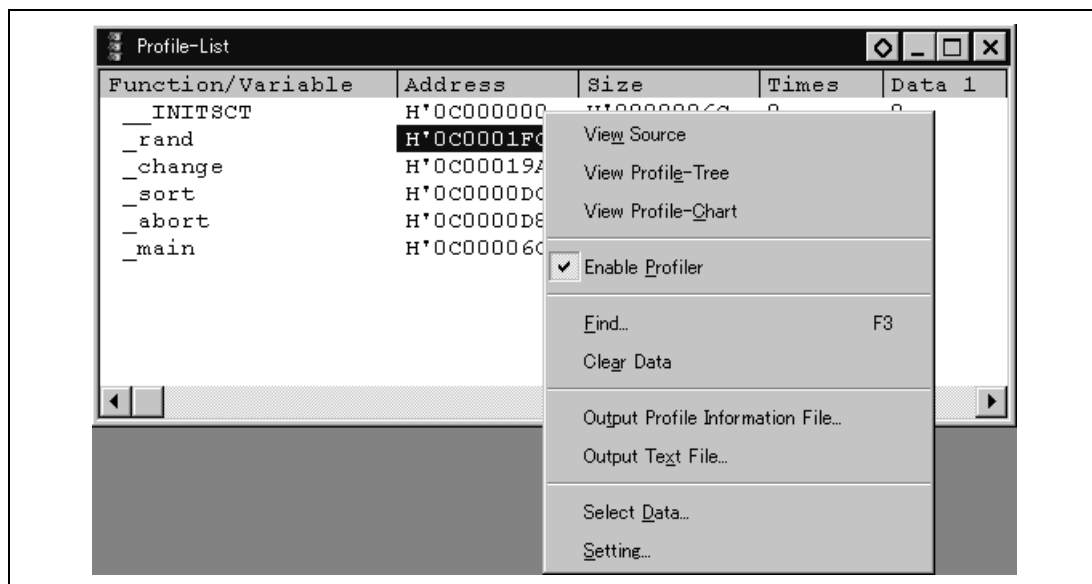 Profile-List
Function/Variable Address Size Times Data 1
__INITSCT H'0C000000
_rand H'0C0001FC
_change H'0C00019A
_sort H'0C0000DC
_abort H'0C0000D8
_main H'0C00006C
View Source
View Profile-Tree
View Profile-Chart
Enable Profiler
Find... F3
Clear Data
Output Profile Information File...
Output Text File...
Select Data...
Setting...